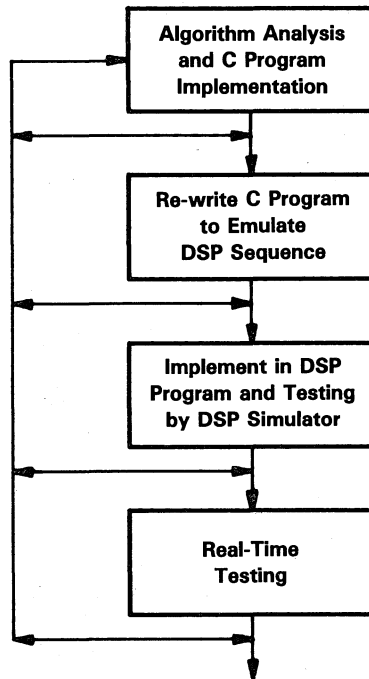 Algorithm Analysis
and C Program
Implementation
Re-write C Program
to Emulate
DSP Sequence
Implement in DSP
Program and Testing
by DSP Simulator
Real-Time
Testing